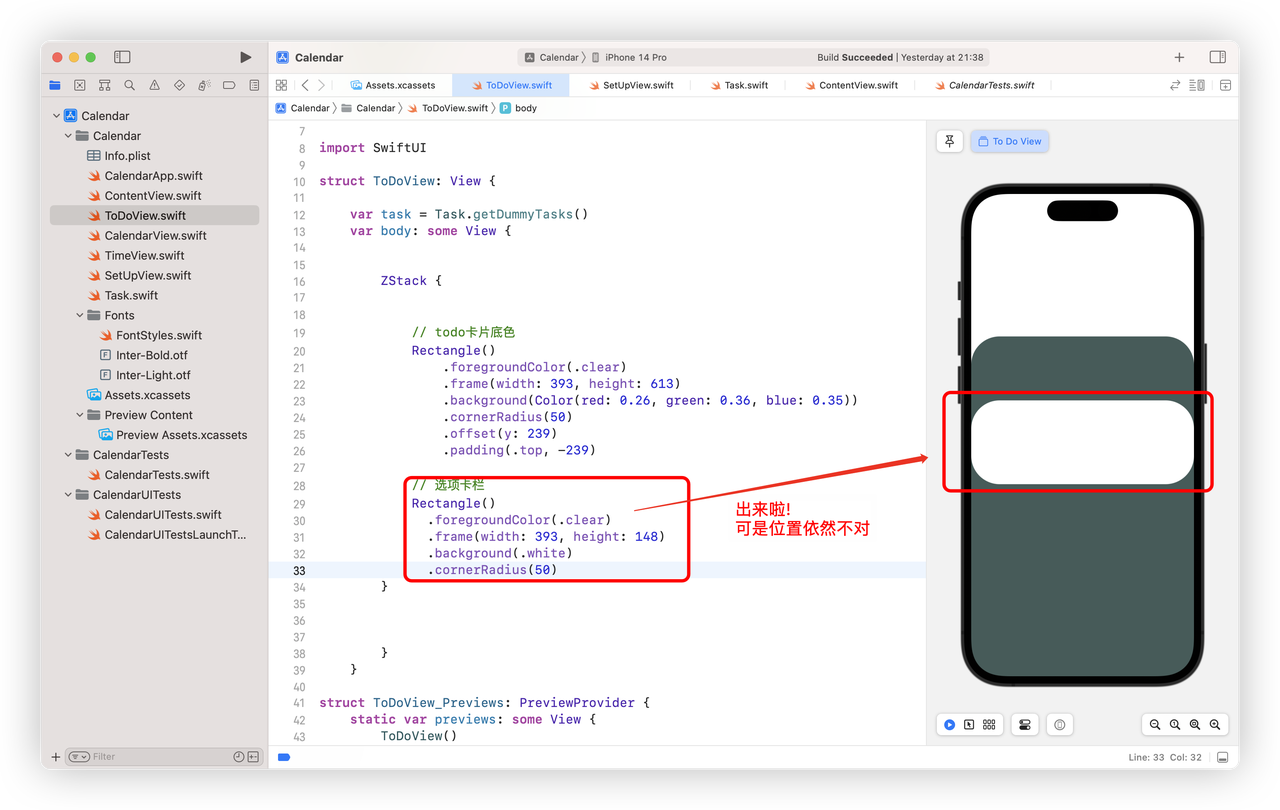 Calendar
Calendar 〉 iPhone 14 Pro
Build Succeeded | Yesterday at 21:38
Assets.xcassets
ToDoView.swift
SetUpView.swift
Task.swift
ContentView.swift
CalendarTests.swift
Calendar 〉 Calendar 〉 ToDoView.swift 〉 P body
Calendar
Calendar
Info.plist
CalendarApp.swift
ContentView.swift
ToDoView.swift
CalendarView.swift
TimeView.swift
SetUpView.swift
Task.swift
Fonts
FontStyles.swift
F Inter-Bold.otf
F Inter-Light.otf
Assets.xcassets
Preview Content
Preview Assets.xcassets
CalendarTests
CalendarTests.swift
CalendarUITests
CalendarUITests.swift
CalendarUITestsLaunchT...
Filter
7
8 import SwiftUI
9
10 struct ToDoView: View {
11
12 var task = Task.getDummyTasks()
13 var body: some View {
14
15
16 ZStack {
17
18
19 // todo卡片底色
20 Rectangle()
21 .foregroundColor(.clear)
22 .frame(width: 393, height: 613)
23 .background(Color(red: 0.26, green: 0.36, blue: 0.35))
24 .cornerRadius(50)
25 .offset(y: 239)
26 .padding(.top, -239)
27
28 // 选项卡栏
29 Rectangle()
30 .foregroundColor(.clear)
31 .frame(width: 393, height: 148)
32 .background(.white)
33 .cornerRadius(50)
34 }
35
36
37
38 }
39 }
40
41 struct ToDoView_Previews: PreviewProvider {
42 static var previews: some View {
43 ToDoView()
出来啦!
可是位置依然不对
To Do View
Line: 33 Col: 32